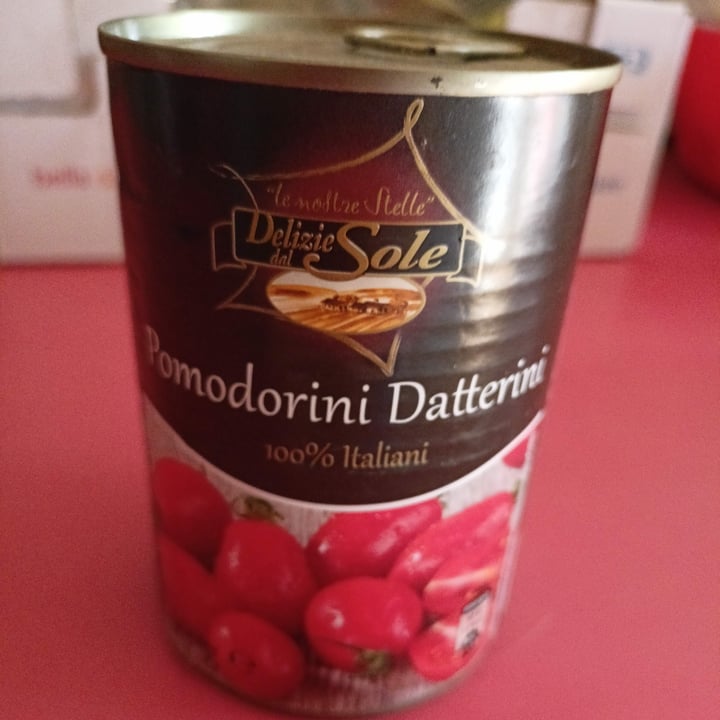 "le nostre Stelle"
Delizie
dal Sole
Pomodorini Datterini
100% Italiani